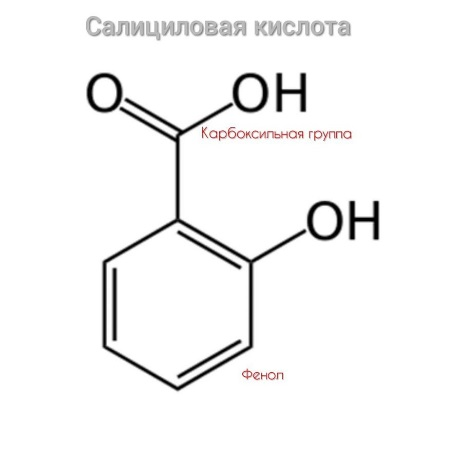 Салициловая кислота
O
OH
Карбоксильная группа
OH
Фенол